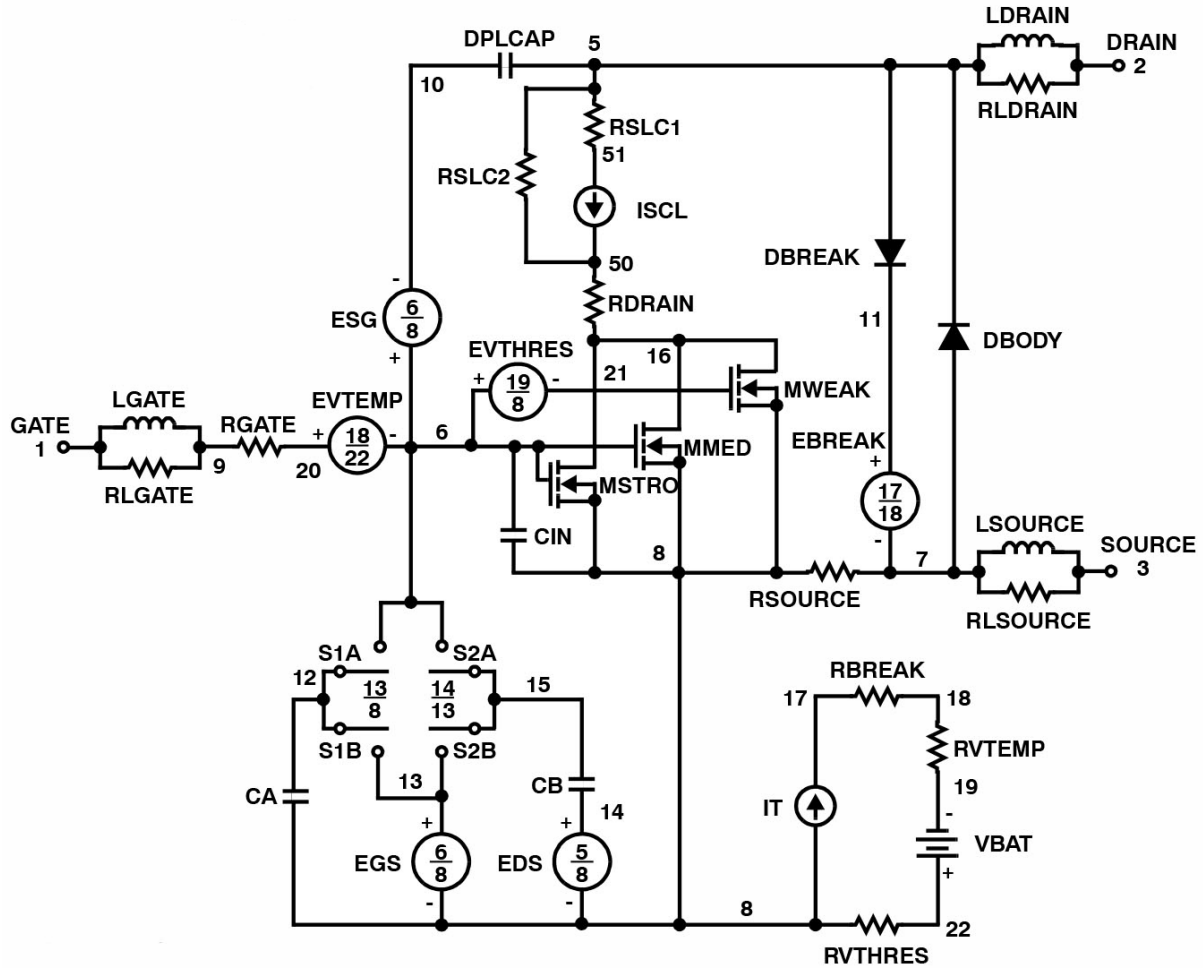 LDRAIN
DPLCAP 5 DRAIN
10 2
RLDRAIN
RSLC1
51
RSLC2
ISCL
50
DBREAK
- RDRAIN
ESG 6/8 11 DBODY
+ EVTHRES 16
+ 19/8 - 21 MWEAK
LGATE EVTEMP
GATE RGATE + 18/22 - 6 EBREAK
1 MMED +
9 20
RLGATE MSTRO 17/18
CIN - LSOURCE
8 7 SOURCE
3
RSOURCE
RLSOURCE
S1A S2A
12 13/8 14/13 15 RBREAK
17 18
S1B S2B RVTEMP
13 CB 19
CA 14 IT -
+ + VBAT
EGS 6/8 EDS 5/8 +
- - 8 22
RVTHRES